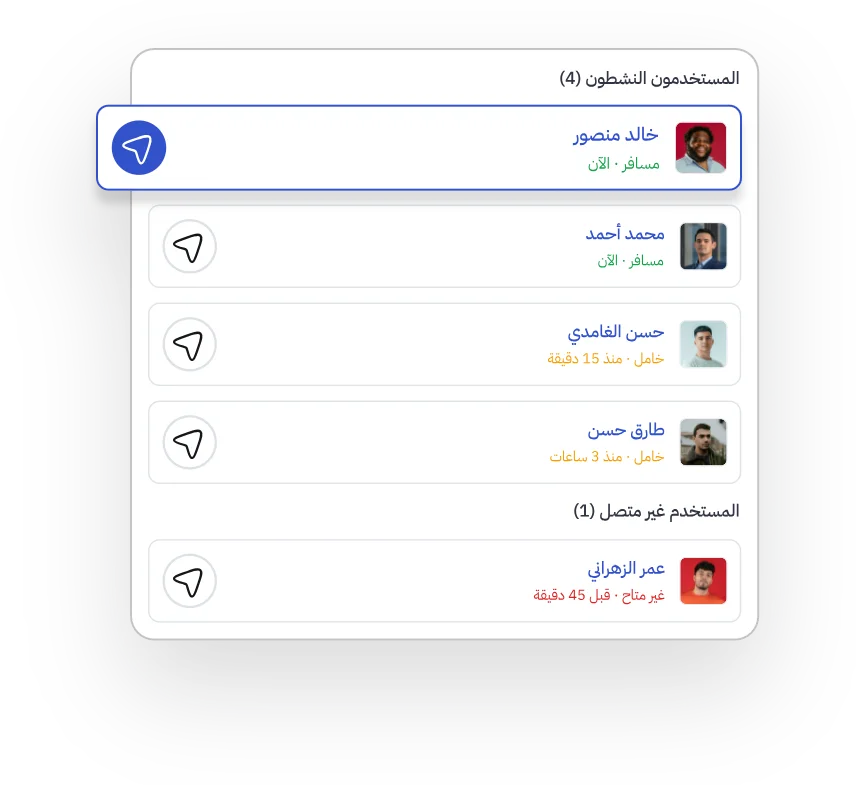 المستخدمون النشطون (4)
خالد منصور
مسافر · الآن
محمد أحمد
مسافر · الآن
حسن الغامدي
خامل · منذ 15 دقيقة
طارق حسن
خامل · منذ 3 ساعات
المستخدم غير متصل (1)
عمر الزهراني
غير متاح · قبل 45 دقيقة